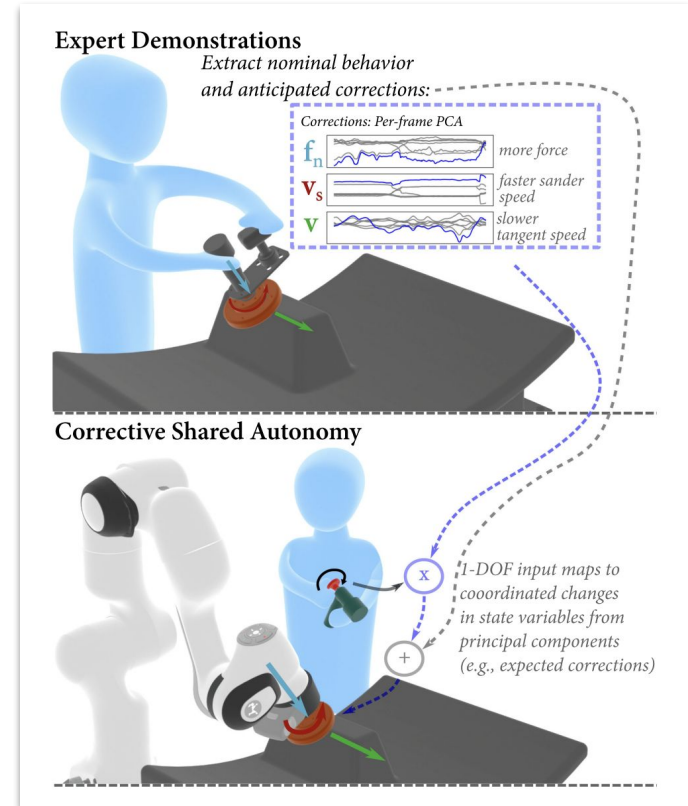 Expert Demonstrations
Extract nominal behavior
and anticipated corrections:
Corrections: Per-frame PCA
fn
more force
vs
faster sander
speed
v
slower
tangent speed
Corrective Shared Autonomy
x
1-DOF input maps to
cooordinated changes
in state variables from
principal components
(e.g., expected corrections)
+